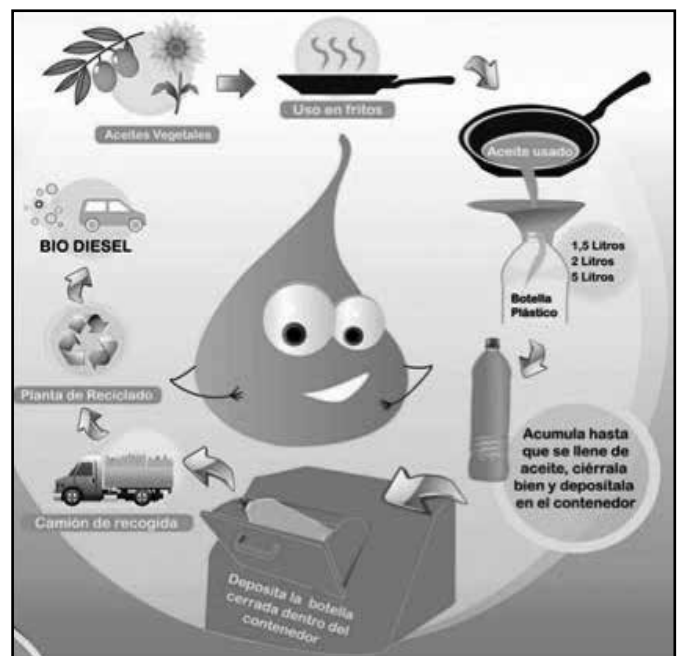 Aceites Vegetales
Uso en fritos
Aceite usado
1,5 Litros
2 Litros
5 Litros
Botella
Plástico
Acumula hasta
que se llene de
aceite, ciérrala
bien y deposítala
en el contenedor
Deposita la botella
cerrada dentro del
contenedor
Camión de recogida
Planta de Reciclado
BIO DIESEL